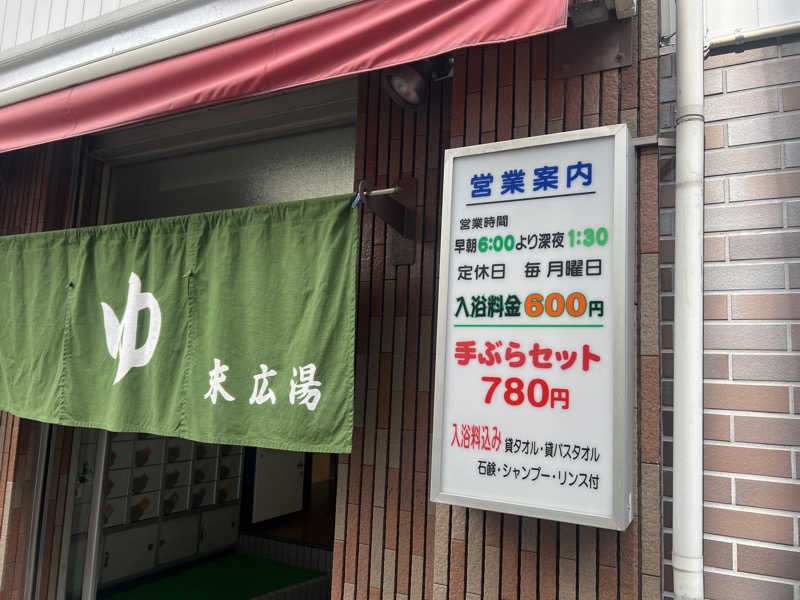 ゆ
末広湯
営業案内
営業時間
早朝6:00より深夜1:30
定休日 毎月曜日
入浴料金600円
手ぶらセット
780円
入浴料込み 貸タオル・貸バスタオル
石鹸・シャンプー・リンス付